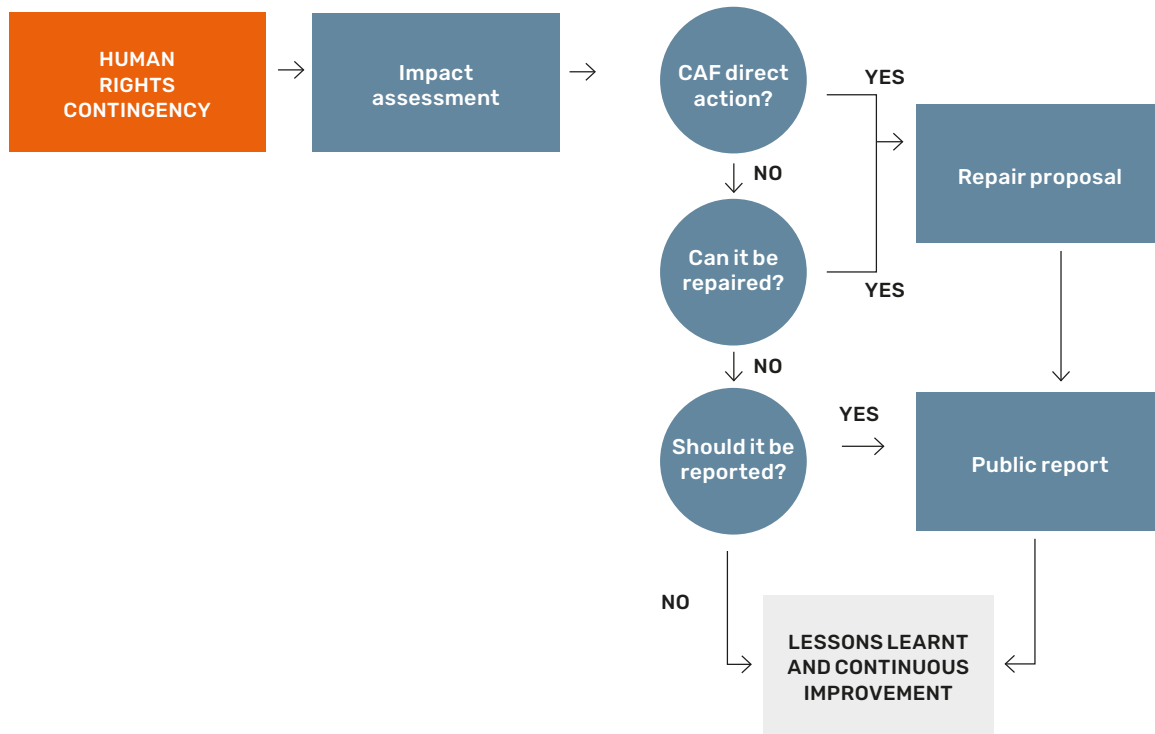 HUMAN
RIGHTS
CONTINGENCY
Impact
assessment
CAF direct
action?
YES
Repair proposal
NO
Can it be
repaired?
YES
NO
Should it be
reported?
YES
Public report
NO
LESSONS LEARNT
AND CONTINUOUS
IMPROVEMENT